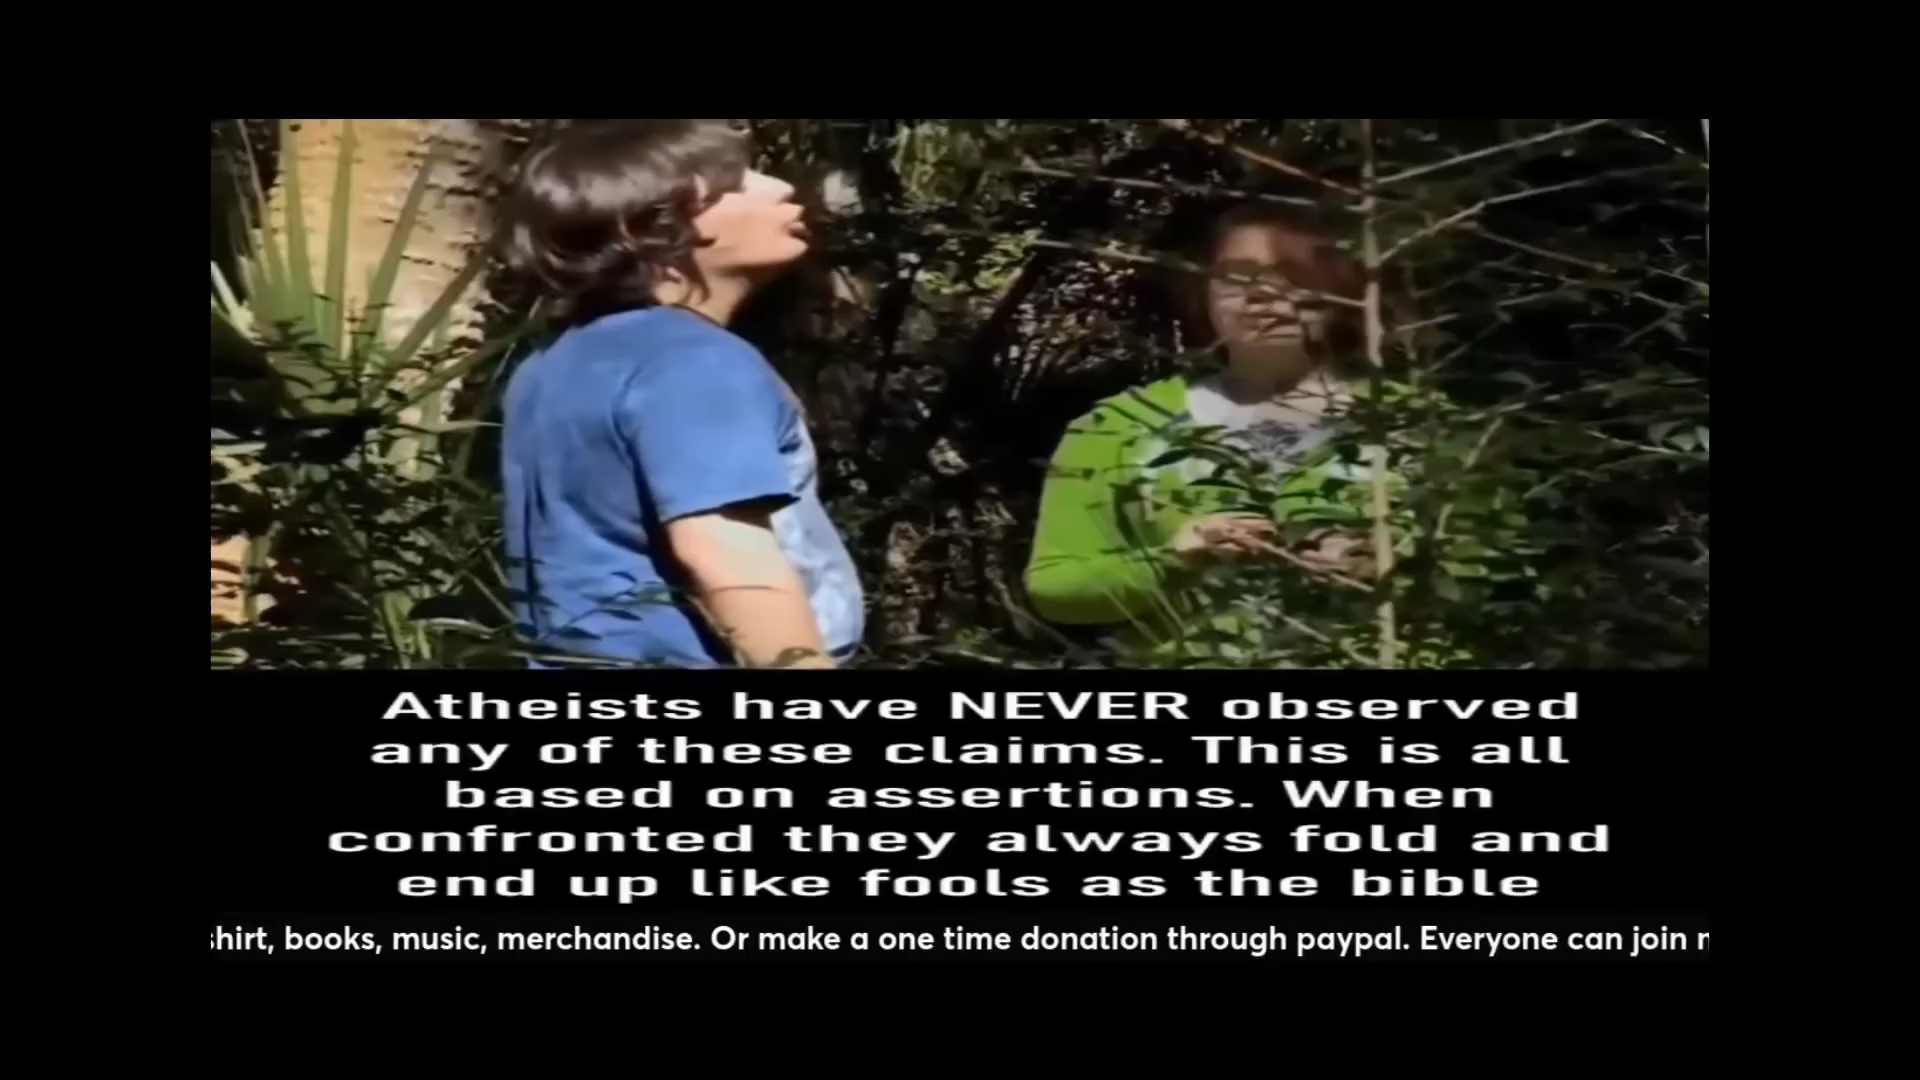 Atheists have NEVER observed
any of these claims. This is all
based on assertions. When
confronted they always fold and
end up like fools as the bible
shirt, books, music, merchandise. Or make a one time donation through paypal. Everyone can join